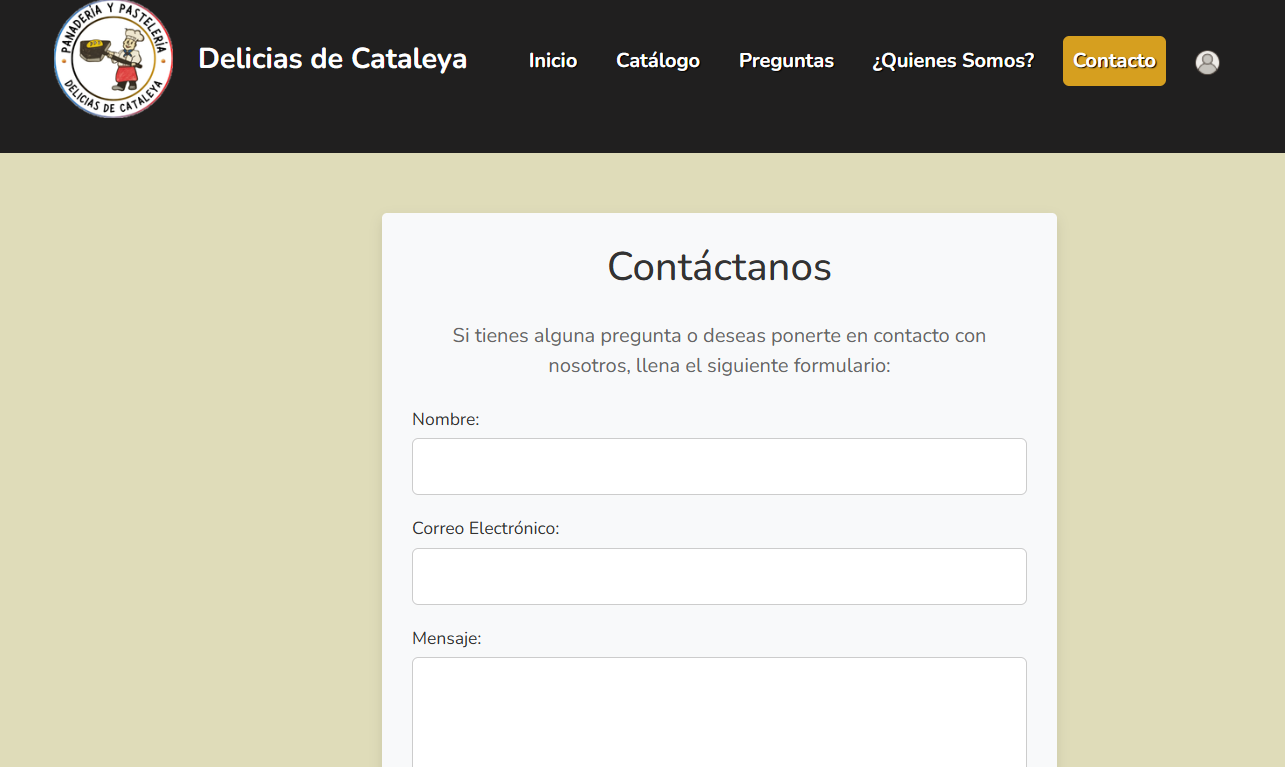 PANADERÍA Y PASTELERÍA
DELICIAS DE CATALEYA
Delicias de Cataleya
Inicio
Catálogo
Preguntas
¿Quienes Somos?
Contacto
Contáctanos
Si tienes alguna pregunta o deseas ponerte en contacto con
nosotros, llena el siguiente formulario:
Nombre:
Correo Electrónico:
Mensaje: